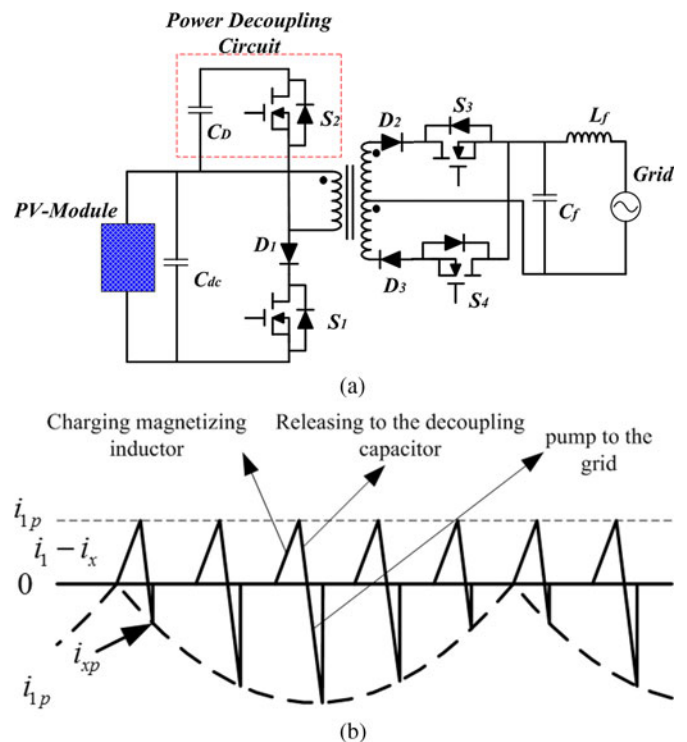 Power Decoupling
Circuit
C_D
S_2
D_2
S_3
L_f
Grid
PV-Module
C_dc
D_1
S_1
C_f
D_3
S_4
(a)
Charging magnetizing
inductor
Releasing to the decoupling
capacitor
pump to the
grid
i_1p
i_1 − i_x
0
i_xp
i_1p
(b)